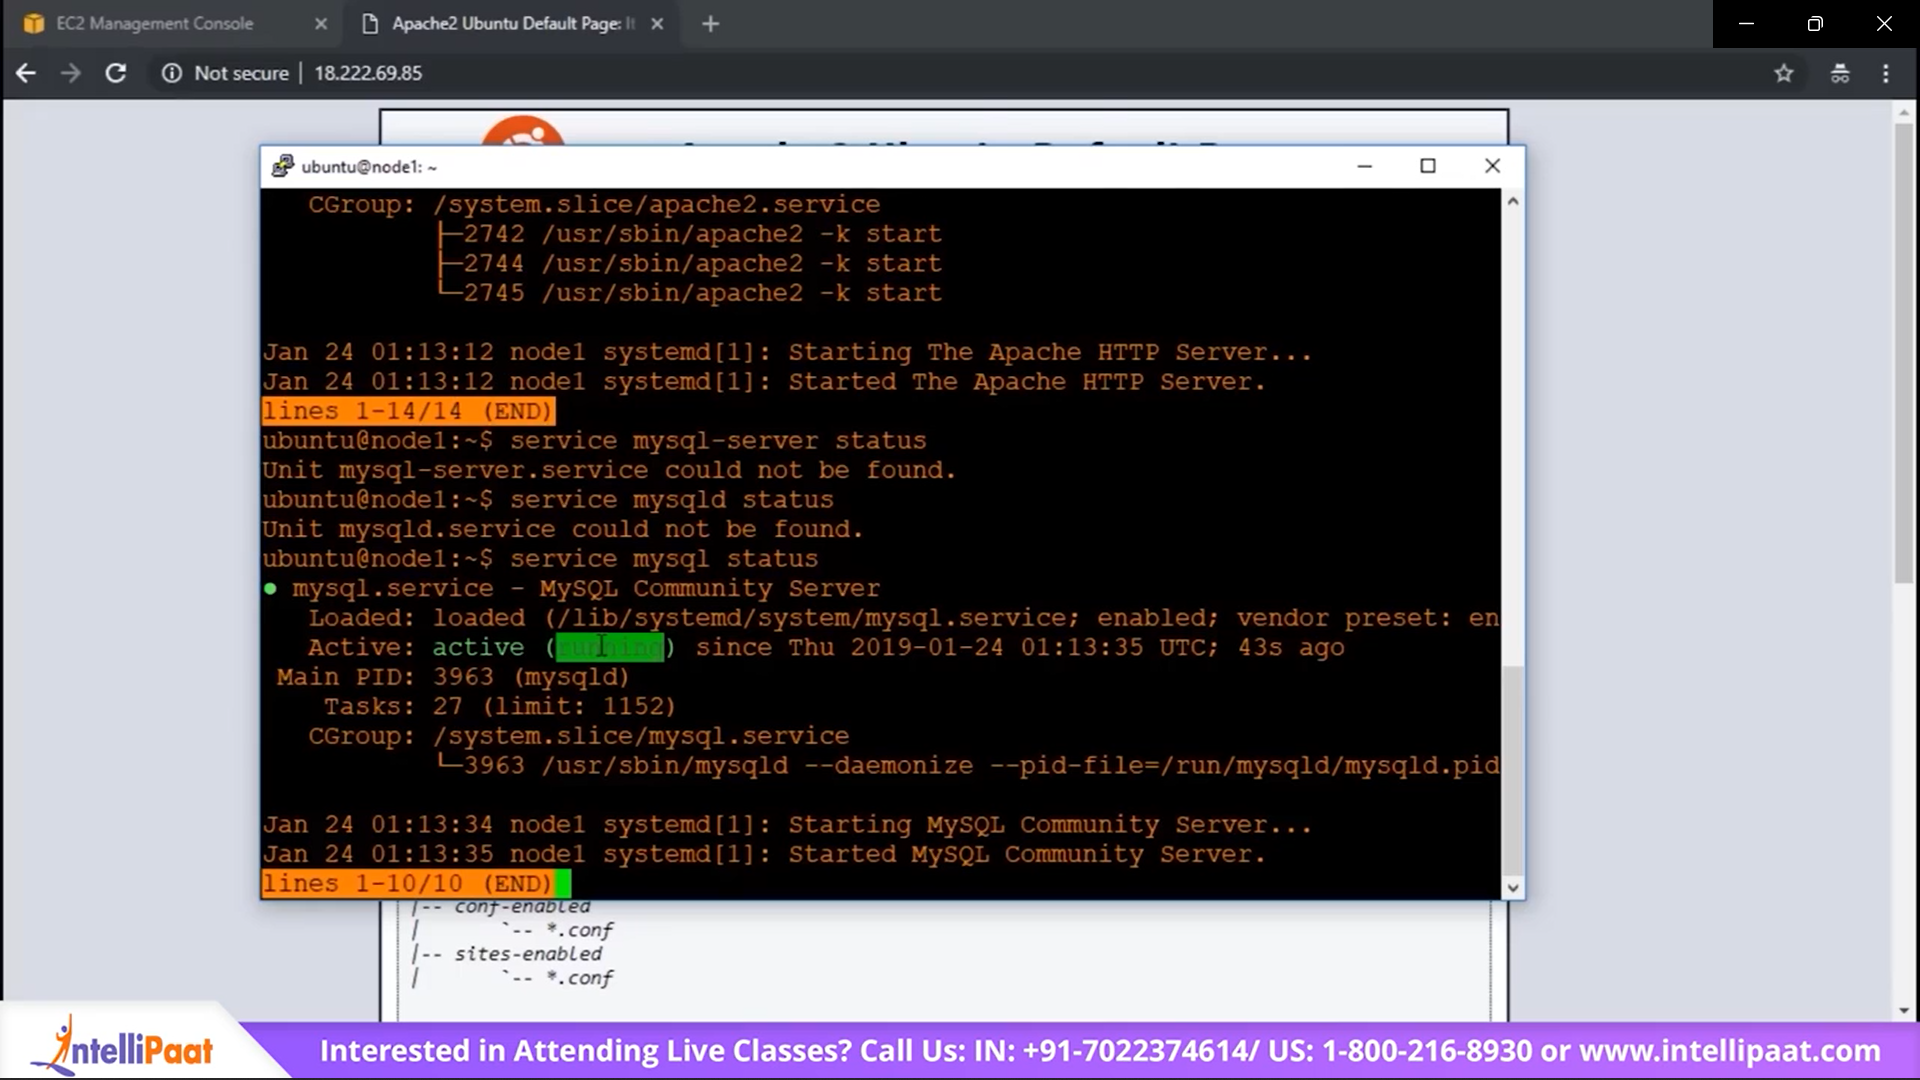 EC2 Management Console
Apache2 Ubuntu Default Page: It
Not secure | 18.222.69.85
ubuntu@node1: ~
CGroup: /system.slice/apache2.service
├─2742 /usr/sbin/apache2 -k start
├─2744 /usr/sbin/apache2 -k start
└─2745 /usr/sbin/apache2 -k start
Jan 24 01:13:12 node1 systemd[1]: Starting The Apache HTTP Server...
Jan 24 01:13:12 node1 systemd[1]: Started The Apache HTTP Server.
lines 1-14/14 (END)
ubuntu@node1:~$ service mysql-server status
Unit mysql-server.service could not be found.
ubuntu@node1:~$ service mysqld status
Unit mysqld.service could not be found.
ubuntu@node1:~$ service mysql status
● mysql.service - MySQL Community Server
Loaded: loaded (/lib/systemd/system/mysql.service; enabled; vendor preset: en
Active: active (running) since Thu 2019-01-24 01:13:35 UTC; 43s ago
Main PID: 3963 (mysqld)
Tasks: 27 (limit: 1152)
CGroup: /system.slice/mysql.service
└─3963 /usr/sbin/mysqld --daemonize --pid-file=/run/mysqld/mysqld.pid
Jan 24 01:13:34 node1 systemd[1]: Starting MySQL Community Server...
Jan 24 01:13:35 node1 systemd[1]: Started MySQL Community Server.
lines 1-10/10 (END)
|-- conf-enabled
|       `-- *.conf
|-- sites-enabled
|       `-- *.conf
IntelliPaat
Interested in Attending Live Classes? Call Us: IN: +91-7022374614/ US: 1-800-216-8930 or www.intellipaat.com